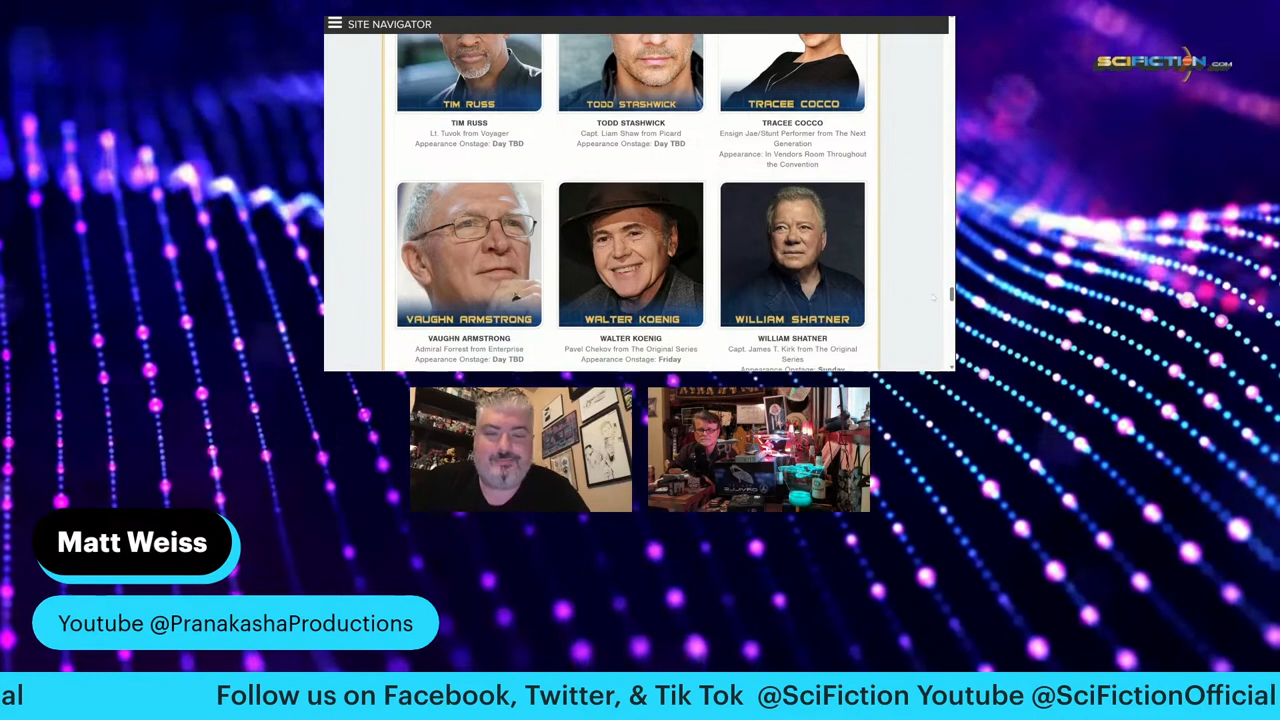 SITE NAVIGATOR
SCIFICTION.COM
TIM RUSS
TODD STASHWICK
TRACEE COCCO
TIM RUSS
Lt. Tuvok from Voyager
Appearance Onstage: Day TBD
TODD STASHWICK
Capt. Liam Shaw from Picard
Appearance Onstage: Day TBD
TRACEE COCCO
Ensign Jae/Stunt Performer from The Next
Generation
Appearance: In Vendors Room Throughout
the Convention
VAUGHN ARMSTRONG
WALTER KOENIG
WILLIAM SHATNER
VAUGHN ARMSTRONG
Admiral Forrest from Enterprise
Appearance Onstage: Day TBD
WALTER KOENIG
Pavel Chekov from The Original Series
Appearance Onstage: Friday
WILLIAM SHATNER
Capt. James T. Kirk from The Original
Series
Appearance Onstage: Sunday
Matt Weiss
Youtube @PranakashaProductions
al Follow us on Facebook, Twitter, & Tik Tok @SciFiction Youtube @SciFictionOfficial